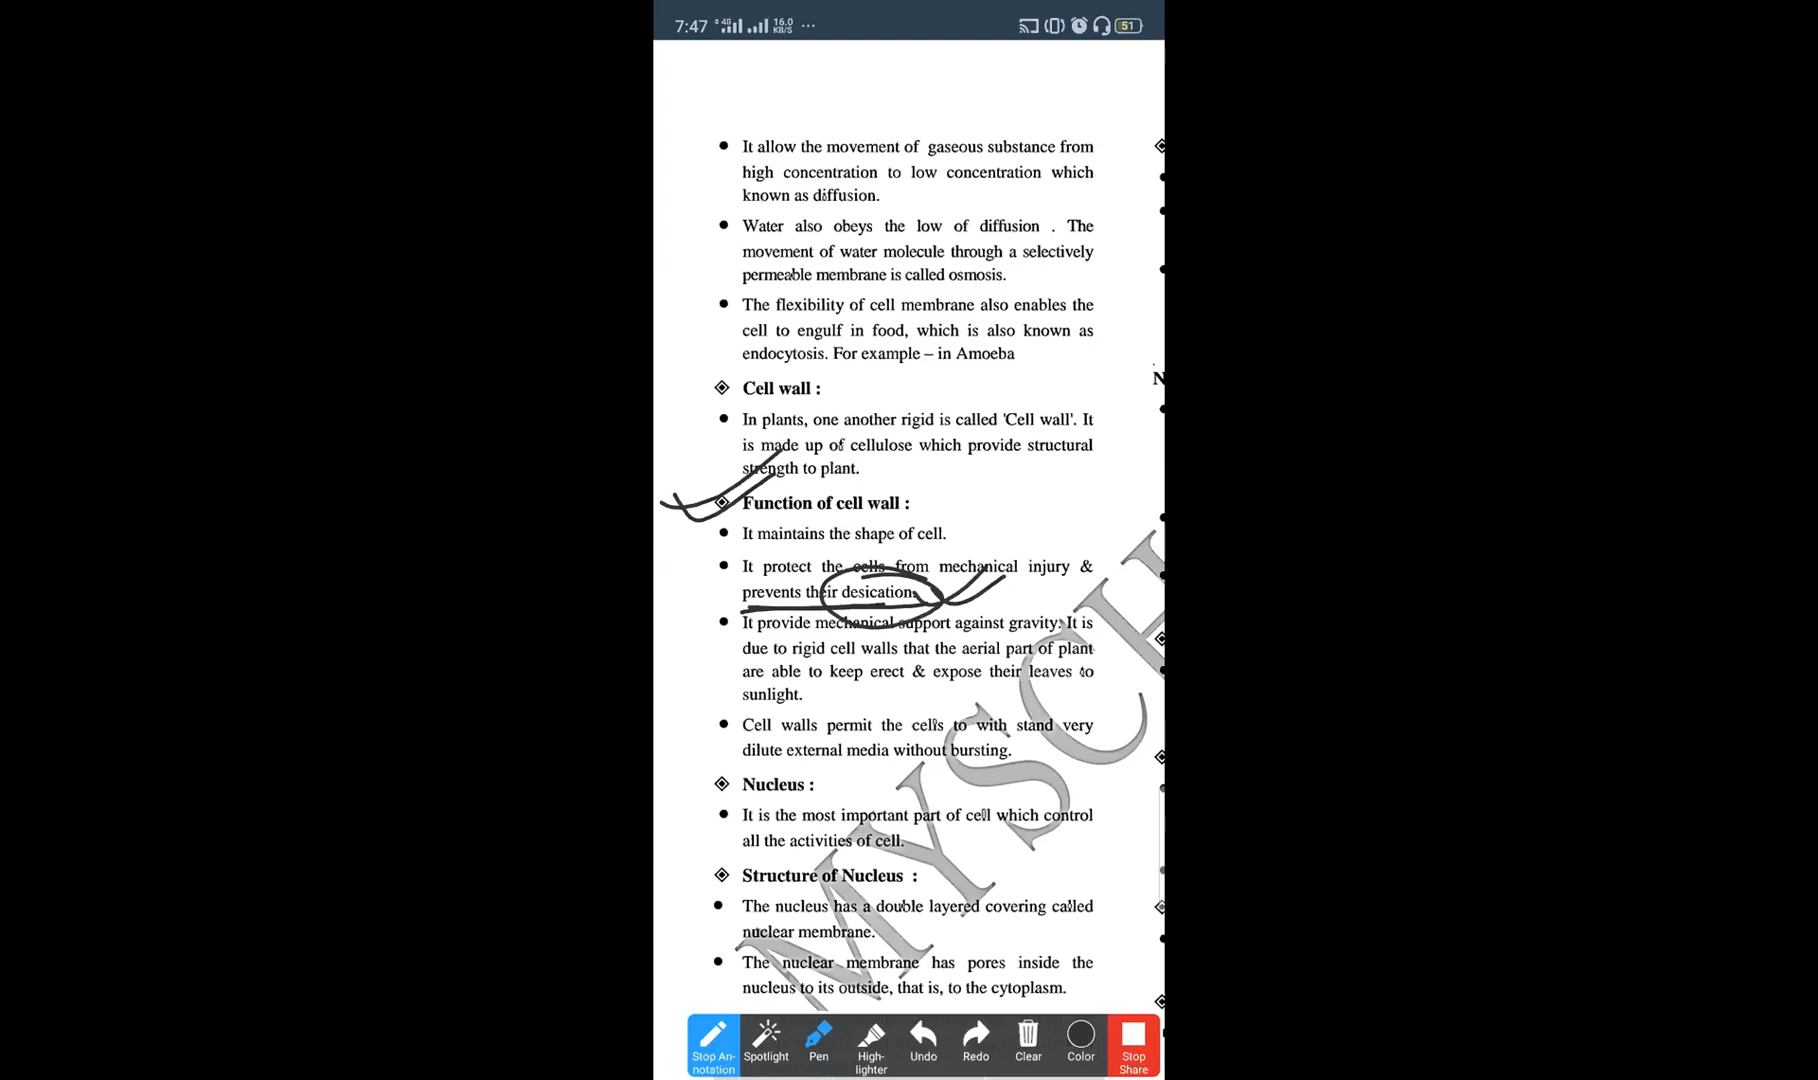 7:47 4G 16.0 KB/S ... 51
It allow the movement of gaseous substance from
high concentration to low concentration which
known as diffusion.
Water also obeys the low of diffusion . The
movement of water molecule through a selectively
permeable membrane is called osmosis.
The flexibility of cell membrane also enables the
cell to engulf in food, which is also known as
endocytosis. For example – in Amoeba
N
Cell wall :
In plants, one another rigid is called 'Cell wall'. It
is made up of cellulose which provide structural
strength to plant.
Function of cell wall :
It maintains the shape of cell.
It protect the cells from mechanical injury &
prevents their desication.
It provide mechanical support against gravity. It is
due to rigid cell walls that the aerial part of plant
are able to keep erect & expose their leaves to
sunlight.
Cell walls permit the cells to with stand very
dilute external media without bursting.
Nucleus :
It is the most important part of cell which control
all the activities of cell.
Structure of Nucleus :
The nucleus has a double layered covering called
nuclear membrane.
The nuclear membrane has pores inside the
nucleus to its outside, that is, to the cytoplasm.
MYSCH
Stop An-
notation
Spotlight
Pen
High-
lighter
Undo
Redo
Clear
Color
Stop
Share